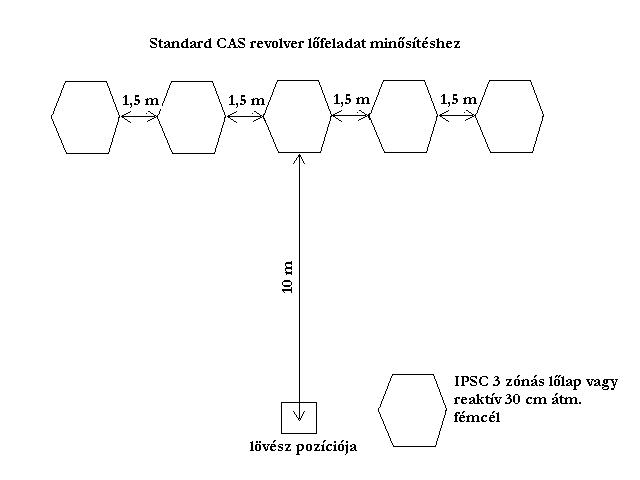 Standard CAS revolver lőfeladat minősítéshez
1,5 m
1,5 m
1,5 m
1,5 m
10 m
IPSC 3 zónás lőlap vagy
reaktív 30 cm átm.
fémcél
lövész pozíciója